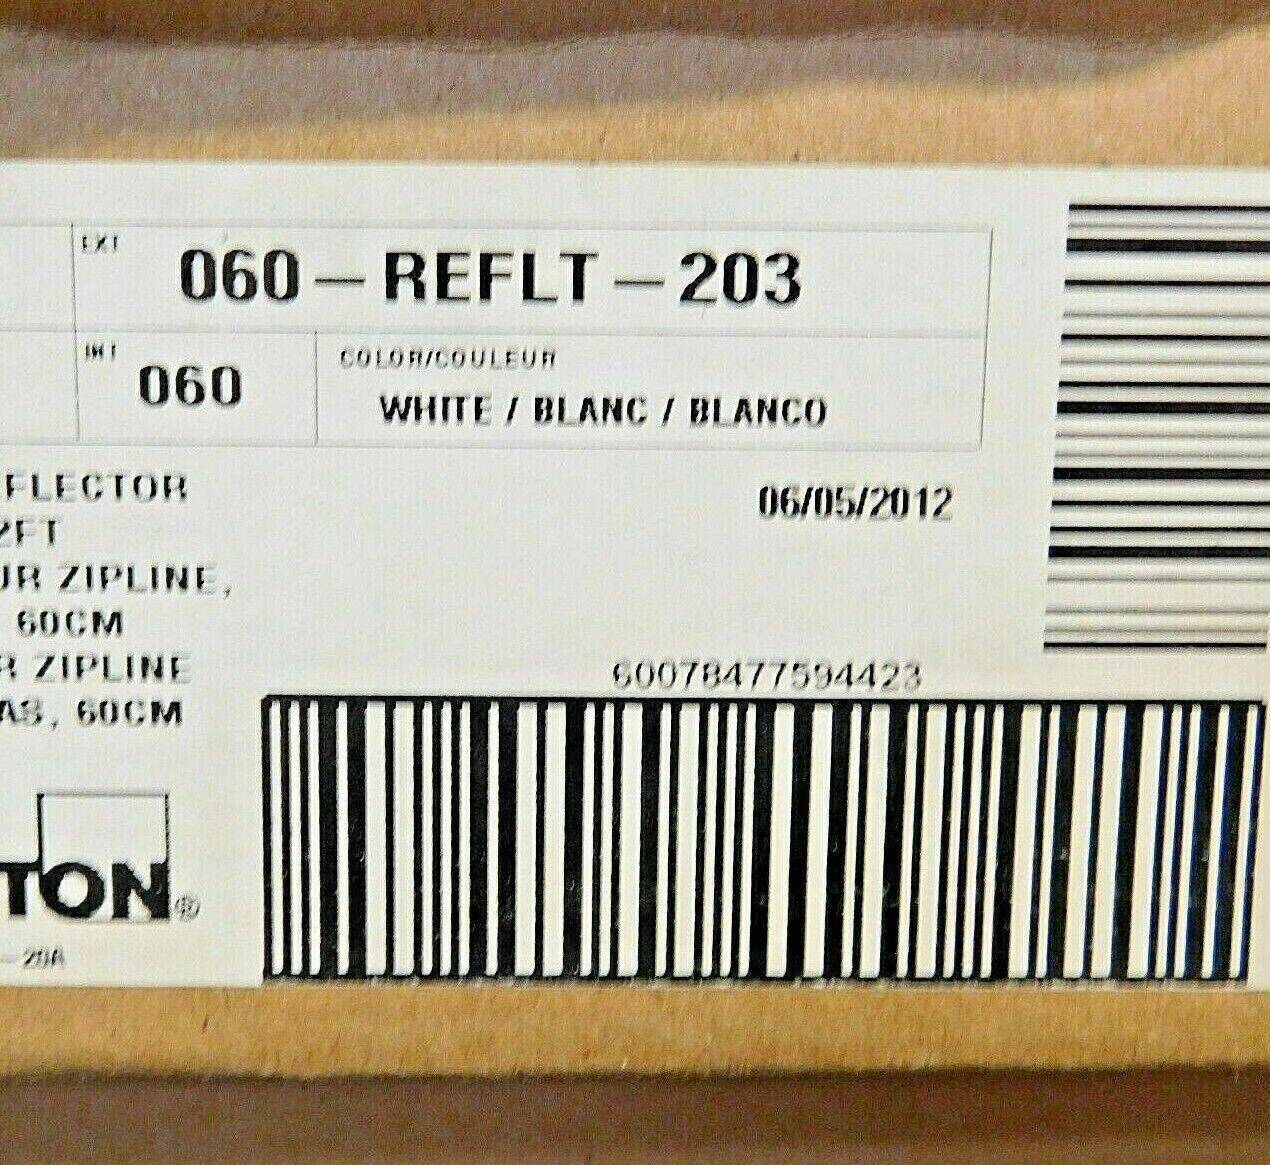 EXT
060-REFLT-203
INT
060
COLOR/COULEUR
WHITE / BLANC / BLANCO
FLECTOR
2FT
UR ZIPLINE,
60CM
R ZIPLINE
AS, 60CM
06/05/2012
60078477594423
TON®
-20A